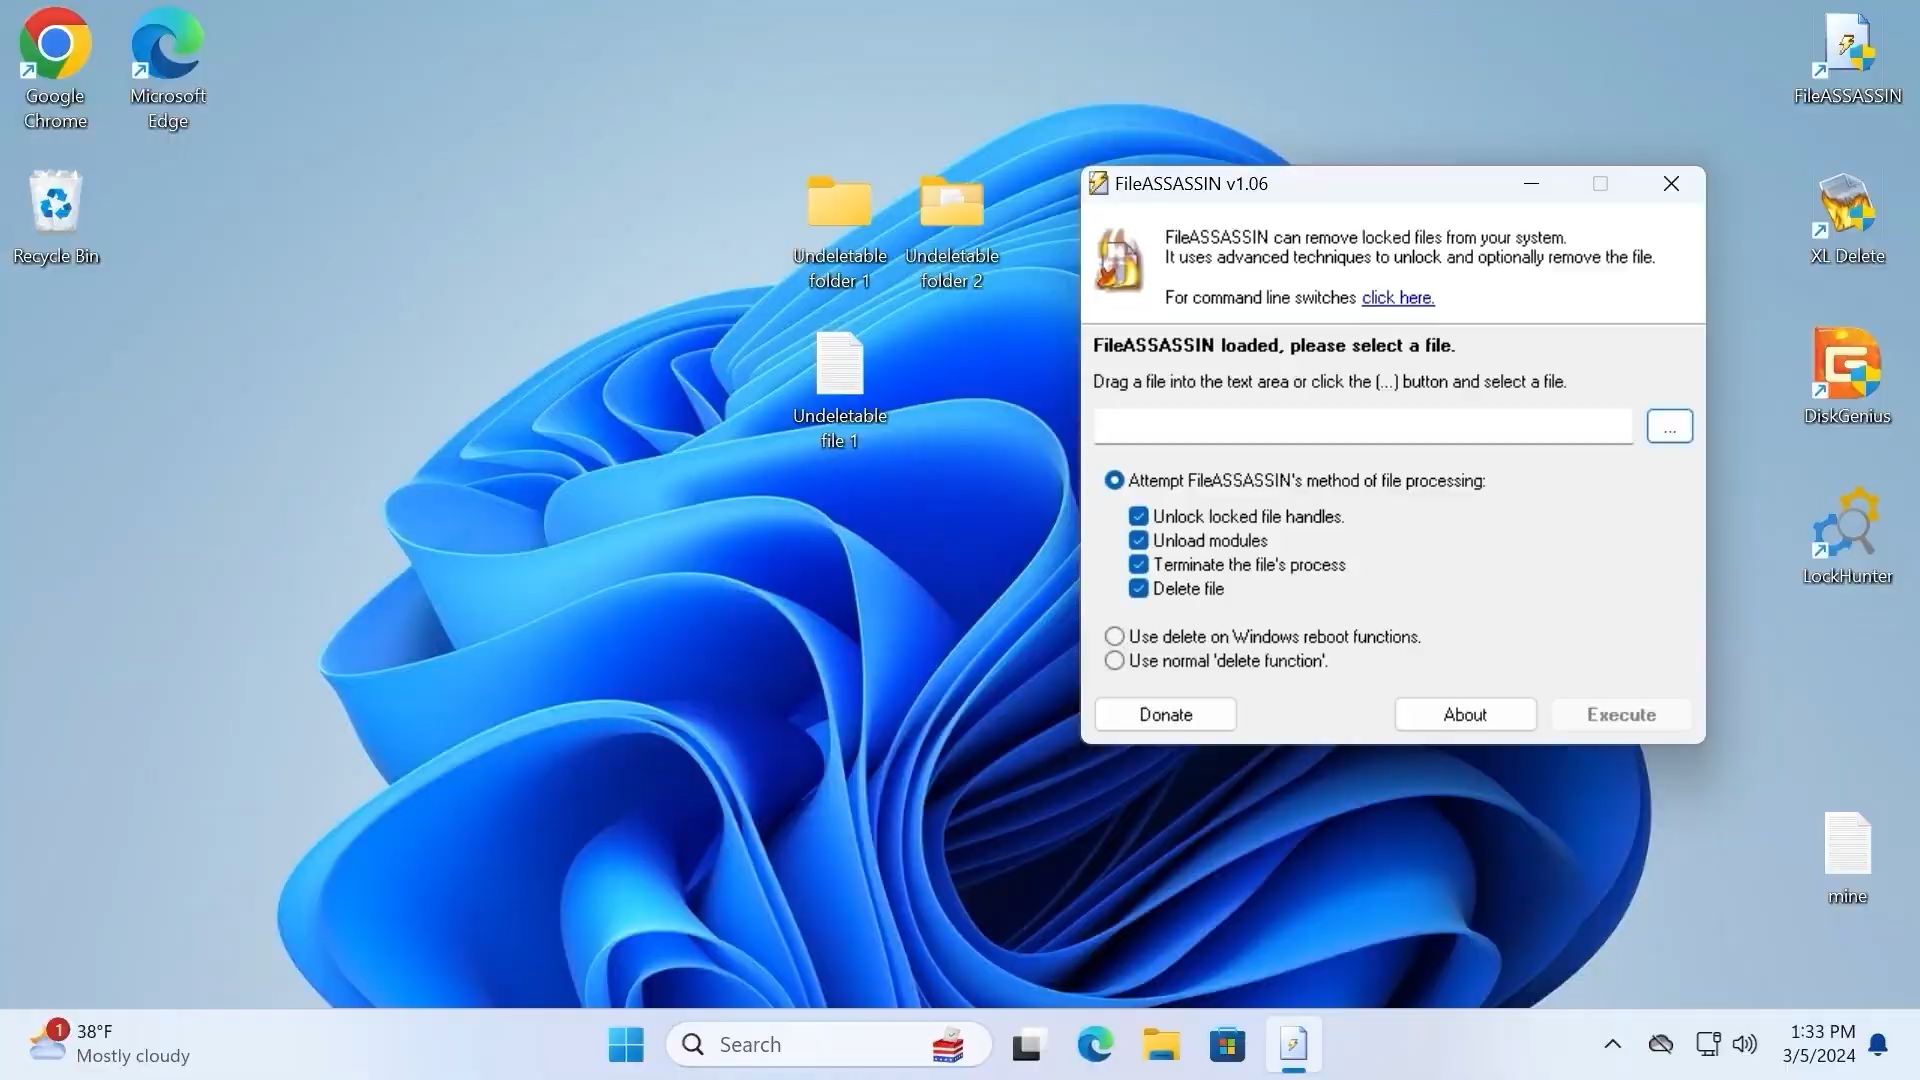 Google
Chrome
Microsoft
Edge
Recycle Bin
Undeletable
folder 1
Undeletable
folder 2
Undeletable
file 1
FileASSASSIN v1.06
FileASSASSIN can remove locked files from your system.
It uses advanced techniques to unlock and optionally remove the file.
For command line switches click here.
FileASSASSIN loaded, please select a file.
Drag a file into the text area or click the (...) button and select a file.
...
Attempt FileASSASSIN's method of file processing:
Unlock locked file handles.
Unload modules
Terminate the file's process
Delete file
Use delete on Windows reboot functions.
Use normal 'delete function'.
Donate
About
Execute
FileASSASSIN
XL Delete
DiskGenius
LockHunter
mine
1
38°F
Mostly cloudy
Search
1:33 PM
3/5/2024